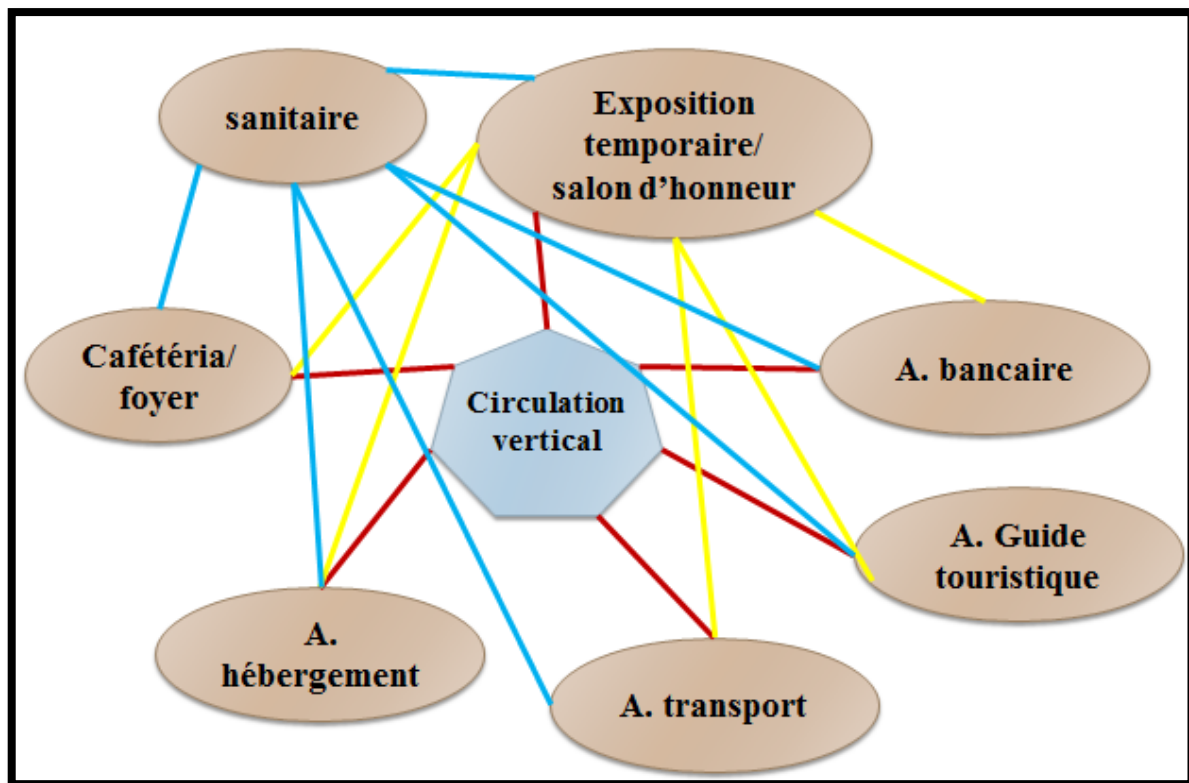 sanitaire
Exposition
temporaire/
salon d’honneur
Cafétéria/
foyer
Circulation
vertical
A. bancaire
A. Guide
touristique
A.
hébergement
A. transport